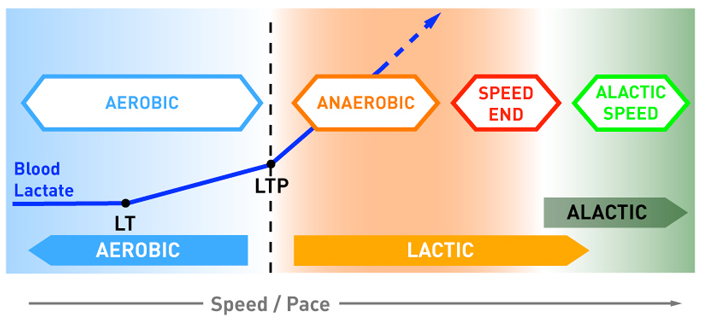 AEROBIC
ANAEROBIC
SPEED
END
ALACTIC
SPEED
Blood
Lactate
LT
LTP
ALACTIC
AEROBIC
LACTIC
Speed / Pace